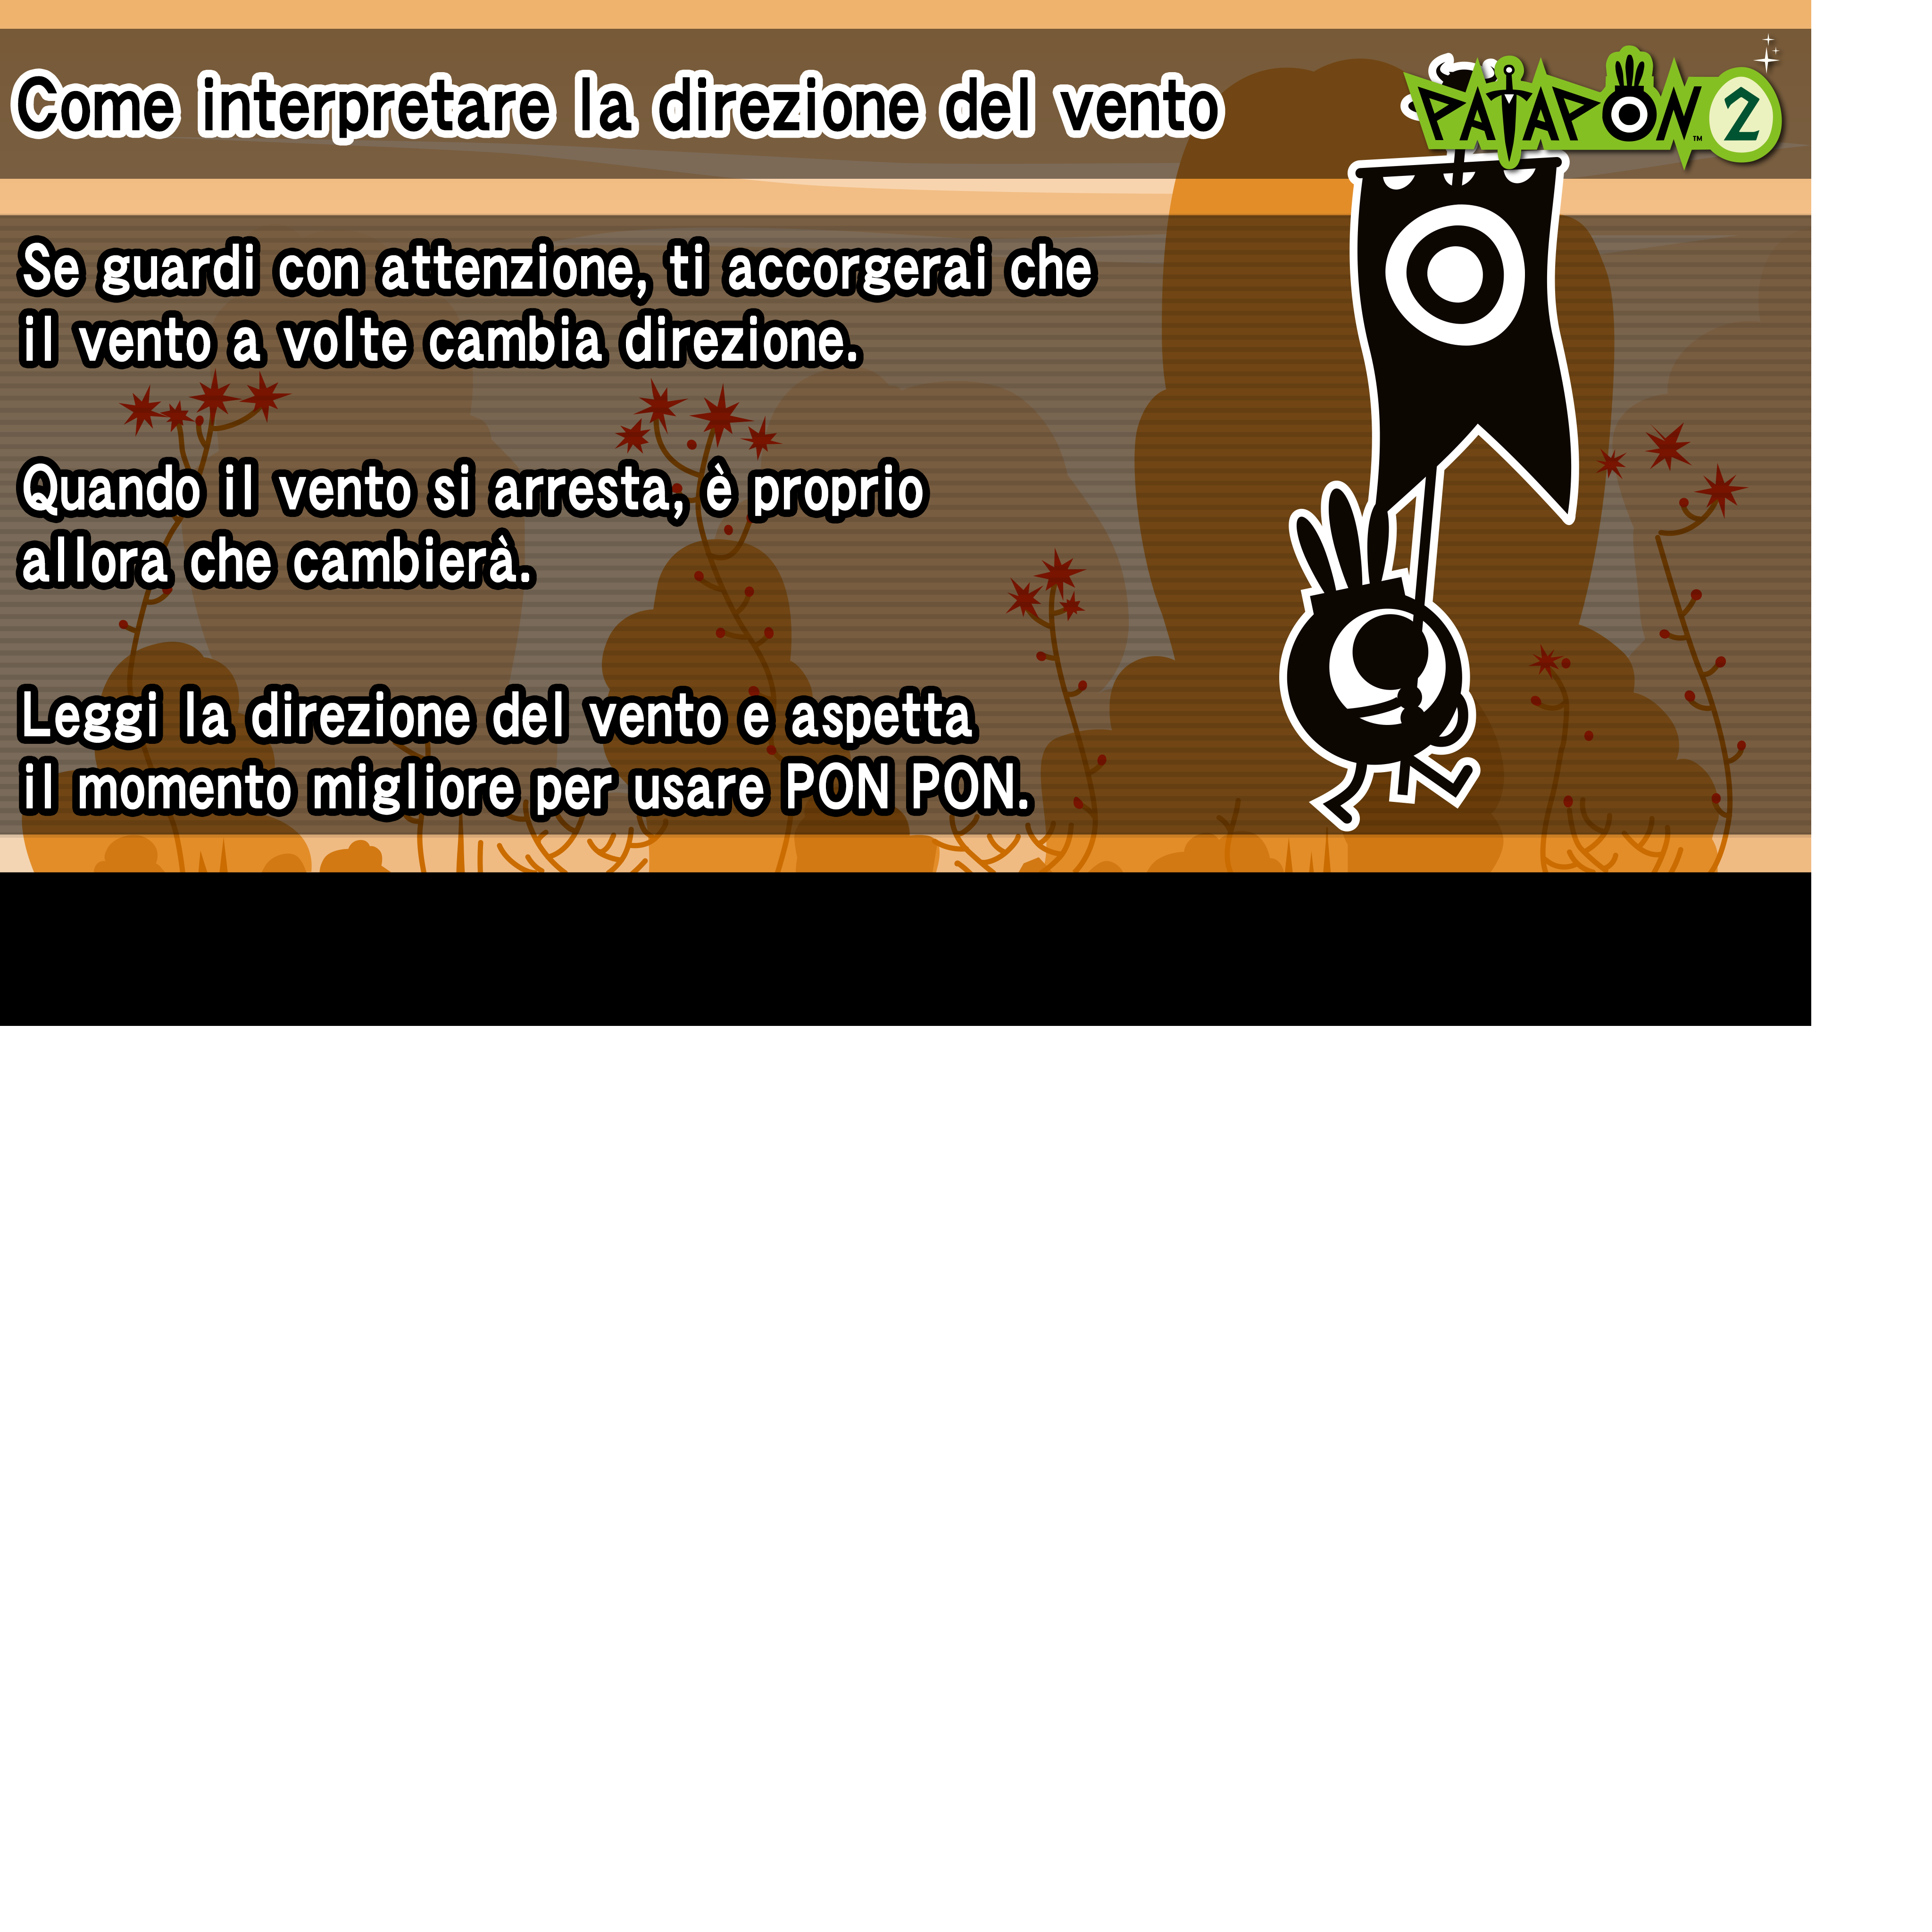 Come interpretare la direzione del vento
PATAPON™ 2
Se guardi con attenzione, ti accorgerai che
il vento a volte cambia direzione.
Quando il vento si arresta, è proprio
allora che cambierà.
Leggi la direzione del vento e aspetta
il momento migliore per usare PON PON.